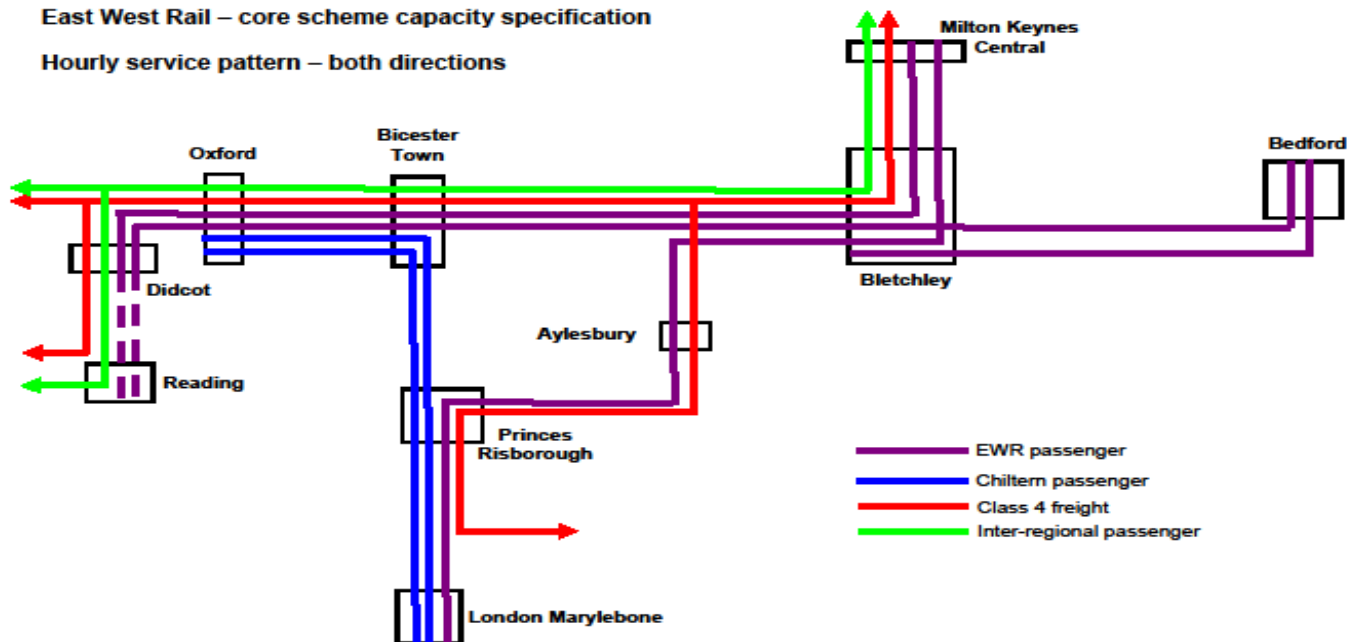 East West Rail – core scheme capacity specification
Hourly service pattern – both directions
Milton Keynes
Central
Bicester
Town
Oxford
Bedford
Didcot
Bletchley
Aylesbury
Reading
Princes
Risborough
EWR passenger
Chiltern passenger
Class 4 freight
Inter-regional passenger
London Marylebone